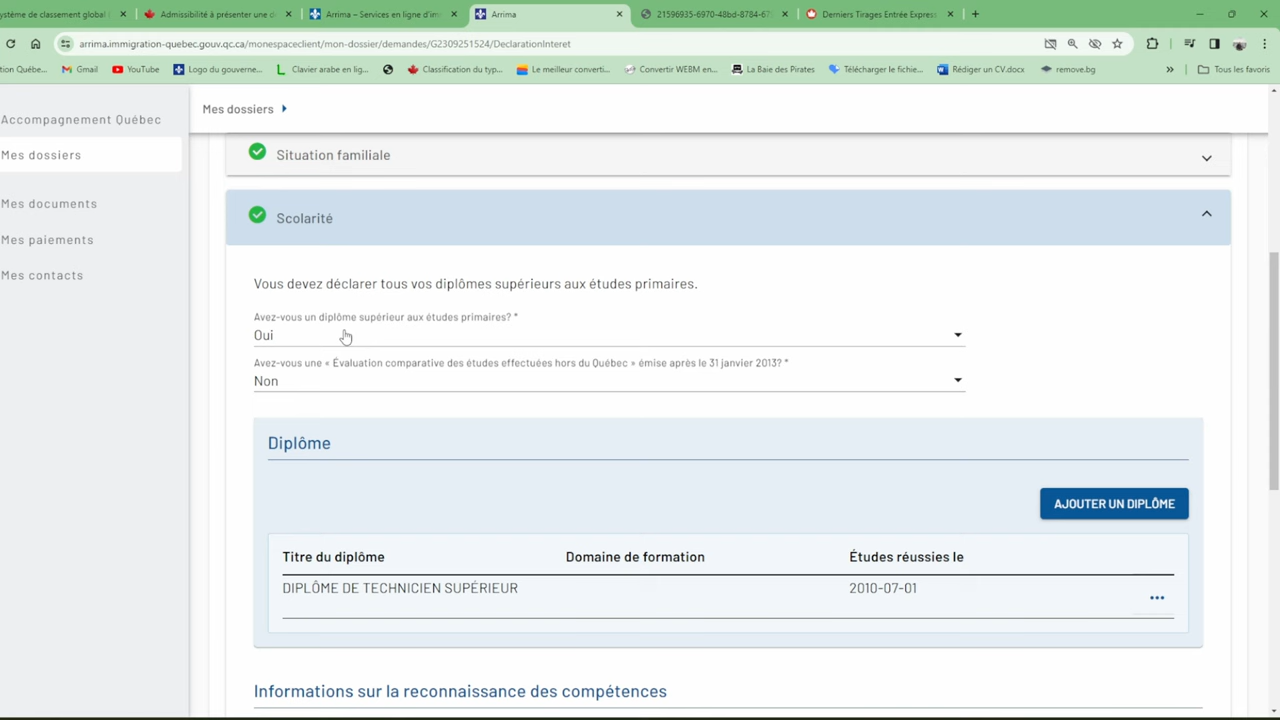 ystème de classement global
Admissibilité à présenter une d
Arrima – Services en ligne d'im
Arrima
21596935-6970-48bd-8784-67
Derniers Tirages Entrée Expres
arrima.immigration-quebec.gouv.qc.ca/monespaceclient/mon-dossier/demandes/G2309251524/DeclarationInteret
tion Québe...
Gmail
YouTube
Logo du gouverne...
Clavier arabe en lig...
Classification du typ...
Le meilleur converti...
Convertir WEBM en...
La Baie des Pirates
Télécharger le fichie...
Rédiger un CV.docx
remove.bg
»
Tous les favoris
Accompagnement Québec
Mes dossiers
Mes documents
Mes paiements
Mes contacts
Mes dossiers
Situation familiale
Scolarité
Vous devez déclarer tous vos diplômes supérieurs aux études primaires.
Avez-vous un diplôme supérieur aux études primaires? *
Oui
Avez-vous une « Évaluation comparative des études effectuées hors du Québec » émise après le 31 janvier 2013? *
Non
Diplôme
AJOUTER UN DIPLÔME
Titre du diplôme Domaine de formation Études réussies le
DIPLÔME DE TECHNICIEN SUPÉRIEUR 2010-07-01
Informations sur la reconnaissance des compétences